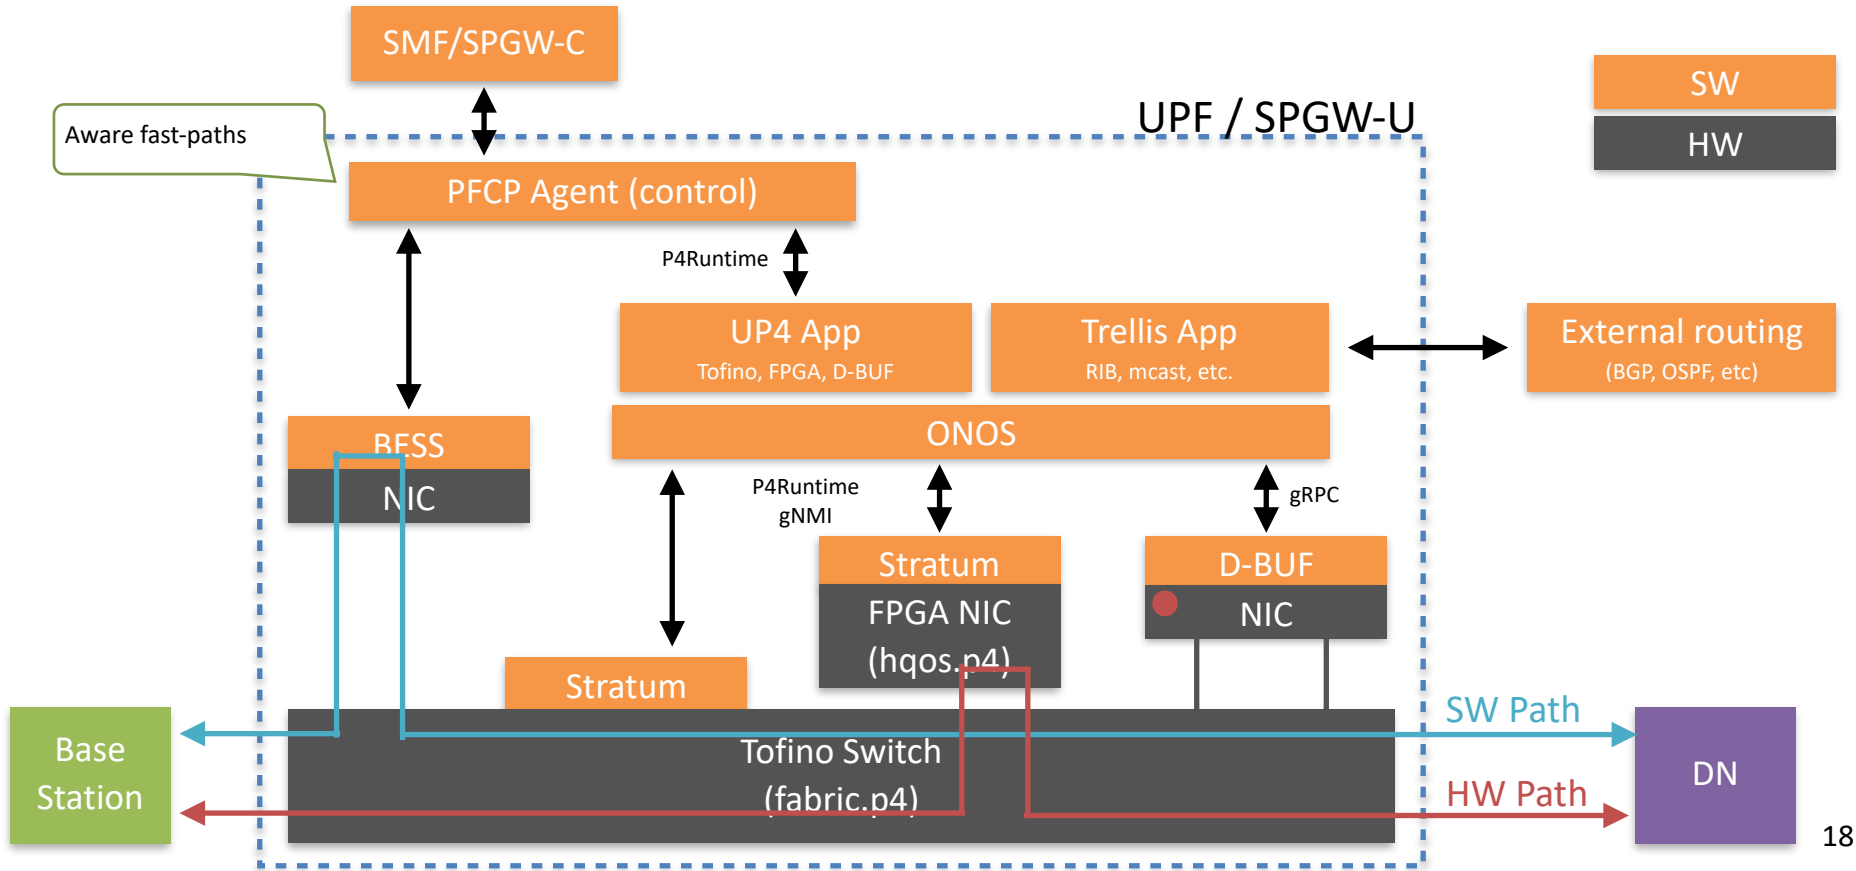 SMF/SPGW-C
SW
HW
UPF / SPGW-U
Aware fast-paths
PFCP Agent (control)
P4Runtime
UP4 App
Tofino, FPGA, D-BUF
Trellis App
RIB, mcast, etc.
External routing
(BGP, OSPF, etc)
ONOS
BESS
NIC
P4Runtime
gNMI
gRPC
Stratum
FPGA NIC
(hqos.p4)
D-BUF
NIC
Stratum
Tofino Switch
(fabric.p4)
Base
Station
SW Path
HW Path
DN
18